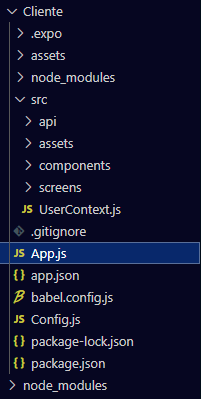 Cliente
.expo
assets
node_modules
src
api
assets
components
screens
JS UserContext.js
.gitignore
JS App.js
{} app.json
B babel.config.js
JS Config.js
{} package-lock.json
{} package.json
node_modules